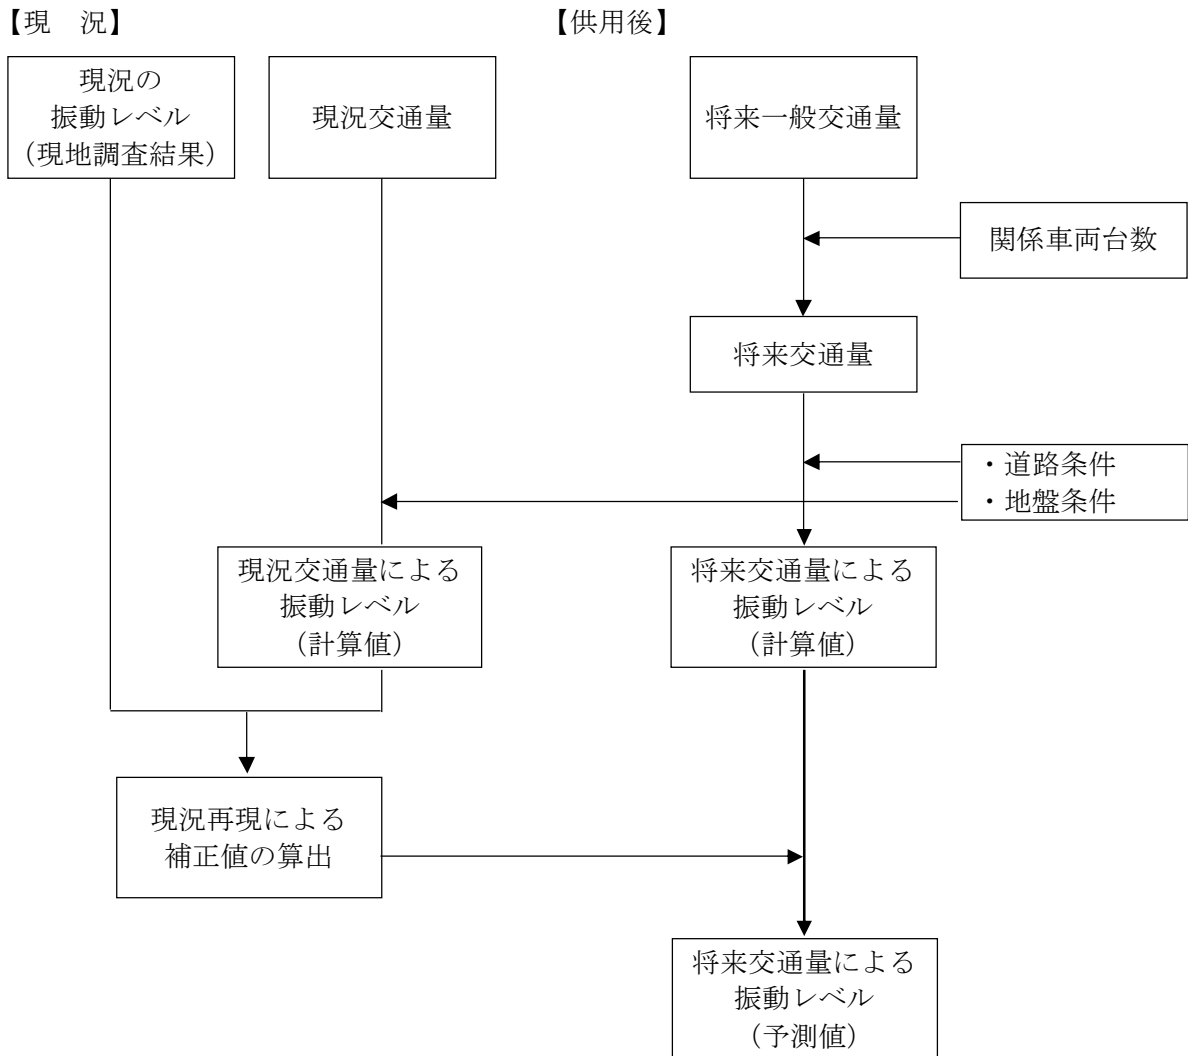 【現　況】
【供用後】
現況の
振動レベル
（現地調査結果）
現況交通量
将来一般交通量
関係車両台数
将来交通量
・道路条件
・地盤条件
現況交通量による
振動レベル
（計算値）
将来交通量による
振動レベル
（計算値）
現況再現による
補正値の算出
将来交通量による
振動レベル
（予測値）